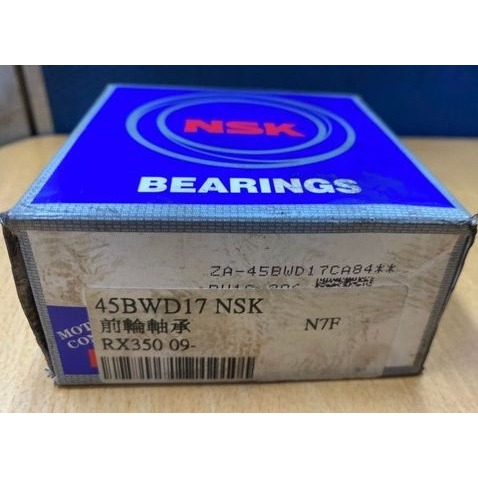 NSK
BEARINGS
ZA-45BWD17CA84**
45BWD17 NSK
前輪軸承
N7F
RX350 09-